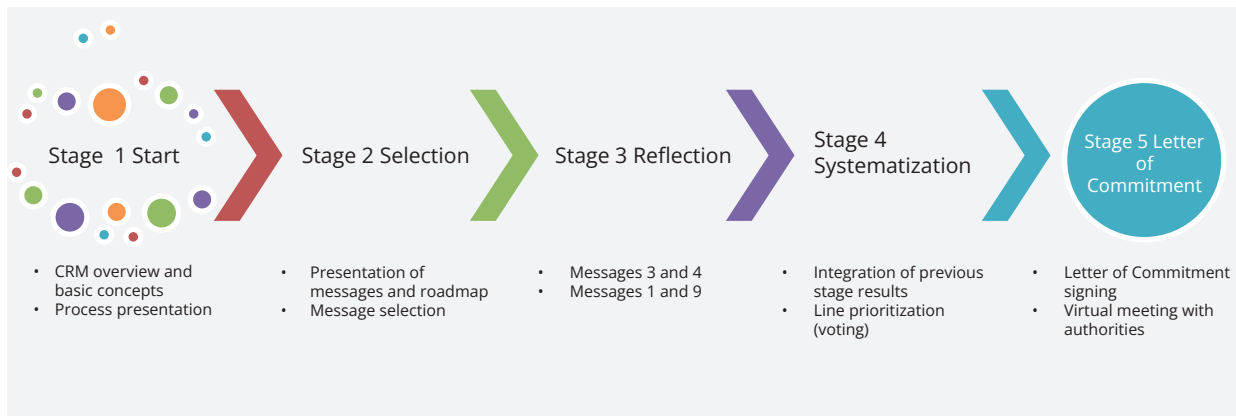 Stage 1 Start
Stage 2 Selection
Stage 3 Reflection
Stage 4
Systematization
Stage 5 Letter
of
Commitment
• CRM overview and
basic concepts
• Process presentation
• Presentation of
messages and roadmap
• Message selection
• Messages 3 and 4
• Messages 1 and 9
• Integration of previous
stage results
• Line prioritization
(voting)
• Letter of Commitment
signing
• Virtual meeting with
authorities